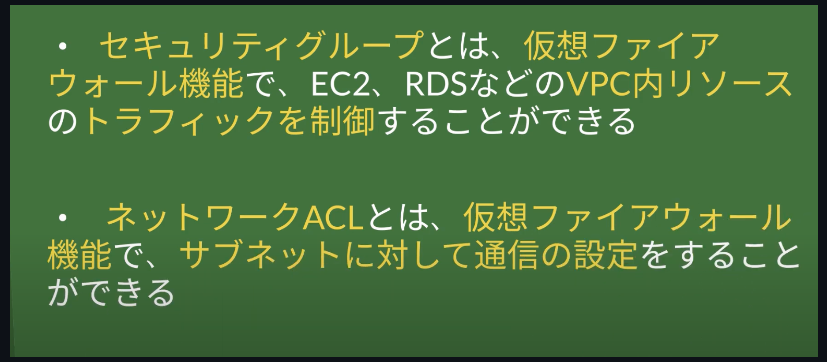 ・ セキュリティグループとは、仮想ファイア
ウォール機能で、EC2、RDSなどのVPC内リソース
のトラフィックを制御することができる
・ ネットワークACLとは、仮想ファイアウォール
機能で、サブネットに対して通信の設定をすること
ができる